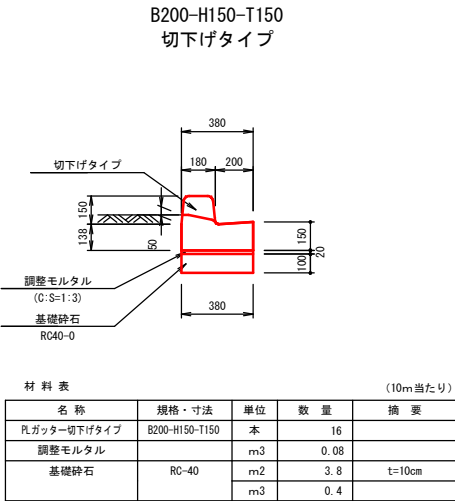 B200-H150-T150
切下げタイプ
380
180 200
切下げタイプ
150
138
50
150
20
100
調整モルタル
(C:S=1:3)
基礎砕石
RC40-0
380
材 料 表 (10m当たり)
名 称 規格・寸法 単位 数 量 摘 要
PLガッター切下げタイプ B200-H150-T150 本 16
調整モルタル m3 0.08
基礎砕石 RC-40 m2 3.8 t=10cm
m3 0.4